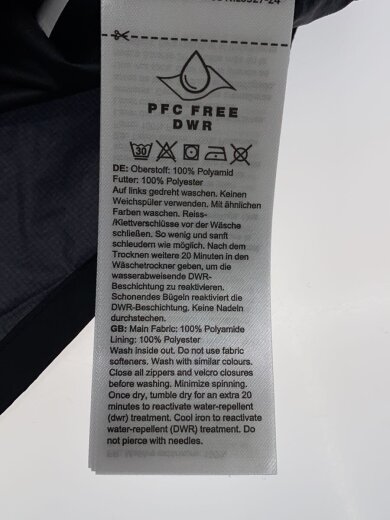 PFC FREE
DWR
30
DE: Oberstoff: 100% Polyamid
Futter: 100% Polyester
Auf links gedreht waschen. Keinen
Weichspüler verwenden. Mit ähnlichen
Farben waschen. Reiss-
/Klettverschlüsse vor der Wäsche
schließen. So wenig und sanft
schleudern wie möglich. Nach dem
Trocknen weitere 20 Minuten in den
Wäschetrockner geben, um die
wasserabweisende DWR-
Beschichtung zu reaktivieren.
Schonendes Bügeln reaktiviert die
DWR-Beschichtung. Keine Nadeln
durchstechen.
GB: Main Fabric: 100% Polyamide
Lining: 100% Polyester
Wash inside out. Do not use fabric
softeners. Wash with similar colours.
Close all zippers and velcro closures
before washing. Minimize spinning.
Once dry, tumble dry for an extra 20
minutes to reactivate water-repellent
(dwr) treatment. Cool iron to reactivate
water-repellent (DWR) treatment. Do
not pierce with needles.